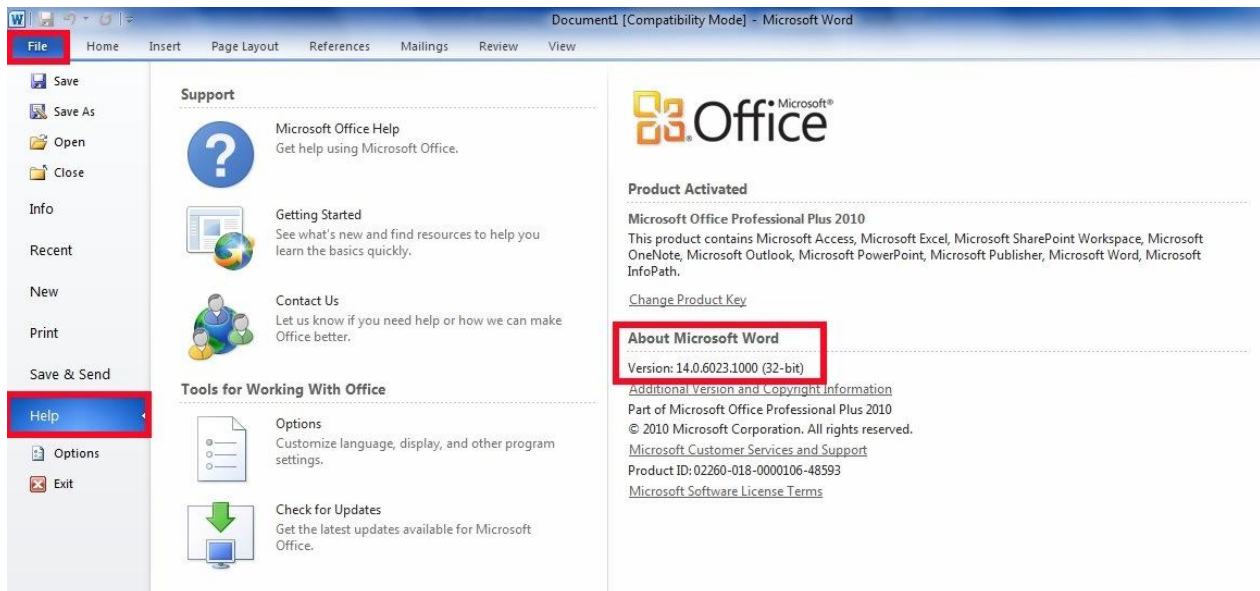 Document1 [Compatibility Mode] - Microsoft Word
File Home Insert Page Layout References Mailings Review View
Save
Save As
Open
Close
Info
Recent
New
Print
Save & Send
Help
Options
Exit
Support
Microsoft Office Help
Get help using Microsoft Office.
Getting Started
See what's new and find resources to help you
learn the basics quickly.
Contact Us
Let us know if you need help or how we can make
Office better.
Tools for Working With Office
Options
Customize language, display, and other program
settings.
Check for Updates
Get the latest updates available for Microsoft
Office.
Microsoft®
Office
Product Activated
Microsoft Office Professional Plus 2010
This product contains Microsoft Access, Microsoft Excel, Microsoft SharePoint Workspace, Microsoft
OneNote, Microsoft Outlook, Microsoft PowerPoint, Microsoft Publisher, Microsoft Word, Microsoft
InfoPath.
Change Product Key
About Microsoft Word
Version: 14.0.6023.1000 (32-bit)
Additional Version and Copyright Information
Part of Microsoft Office Professional Plus 2010
© 2010 Microsoft Corporation. All rights reserved.
Microsoft Customer Services and Support
Product ID: 02260-018-0000106-48593
Microsoft Software License Terms